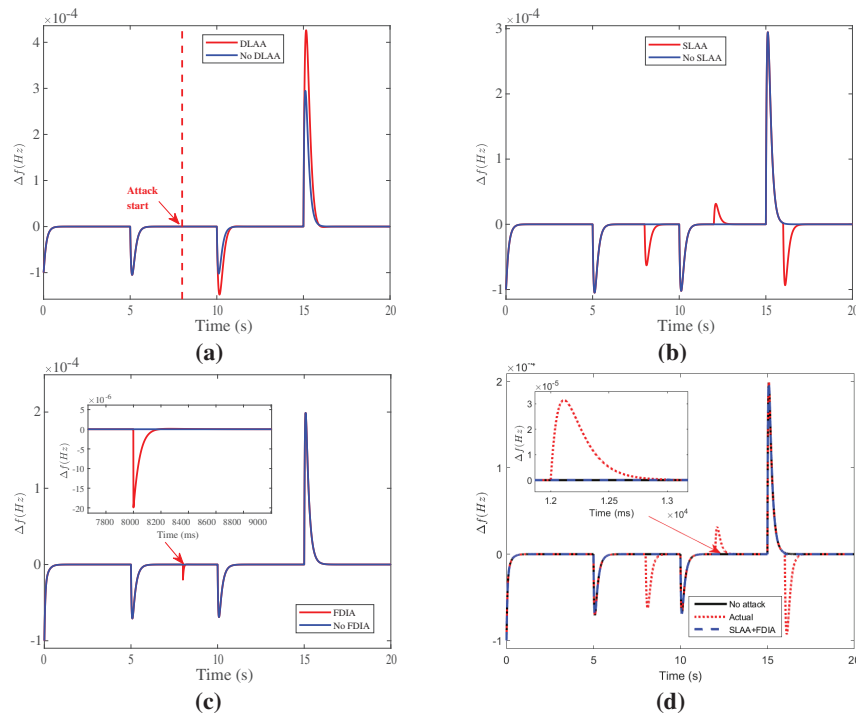 ×10⁻⁴
4
3
2
1
0
-1
Δf(Hz)
DLAA
No DLAA
Attack
start
0 5 10 15 20
Time (s)
(a)
×10⁻⁴
3
2
1
0
-1
Δf(Hz)
SLAA
No SLAA
0 5 10 15 20
Time (s)
(b)
×10⁻⁴
2
1
0
-1
Δf(Hz)
×10⁻⁶
5
0
-5
-10
-15
-20
Δf(Hz)
7800 8000 8200 8400 8600 8800 9000
Time (ms)
FDIA
No FDIA
0 5 10 15 20
Time (s)
(c)
×10⁻⁴
2
1
0
-1
Δf(Hz)
×10⁻⁵
3
2
1
0
Δf(Hz)
1.2 1.25 1.3
Time (ms)
×10⁴
No attack
Actual
SLAA+FDIA
0 5 10 15 20
Time (s)
(d)